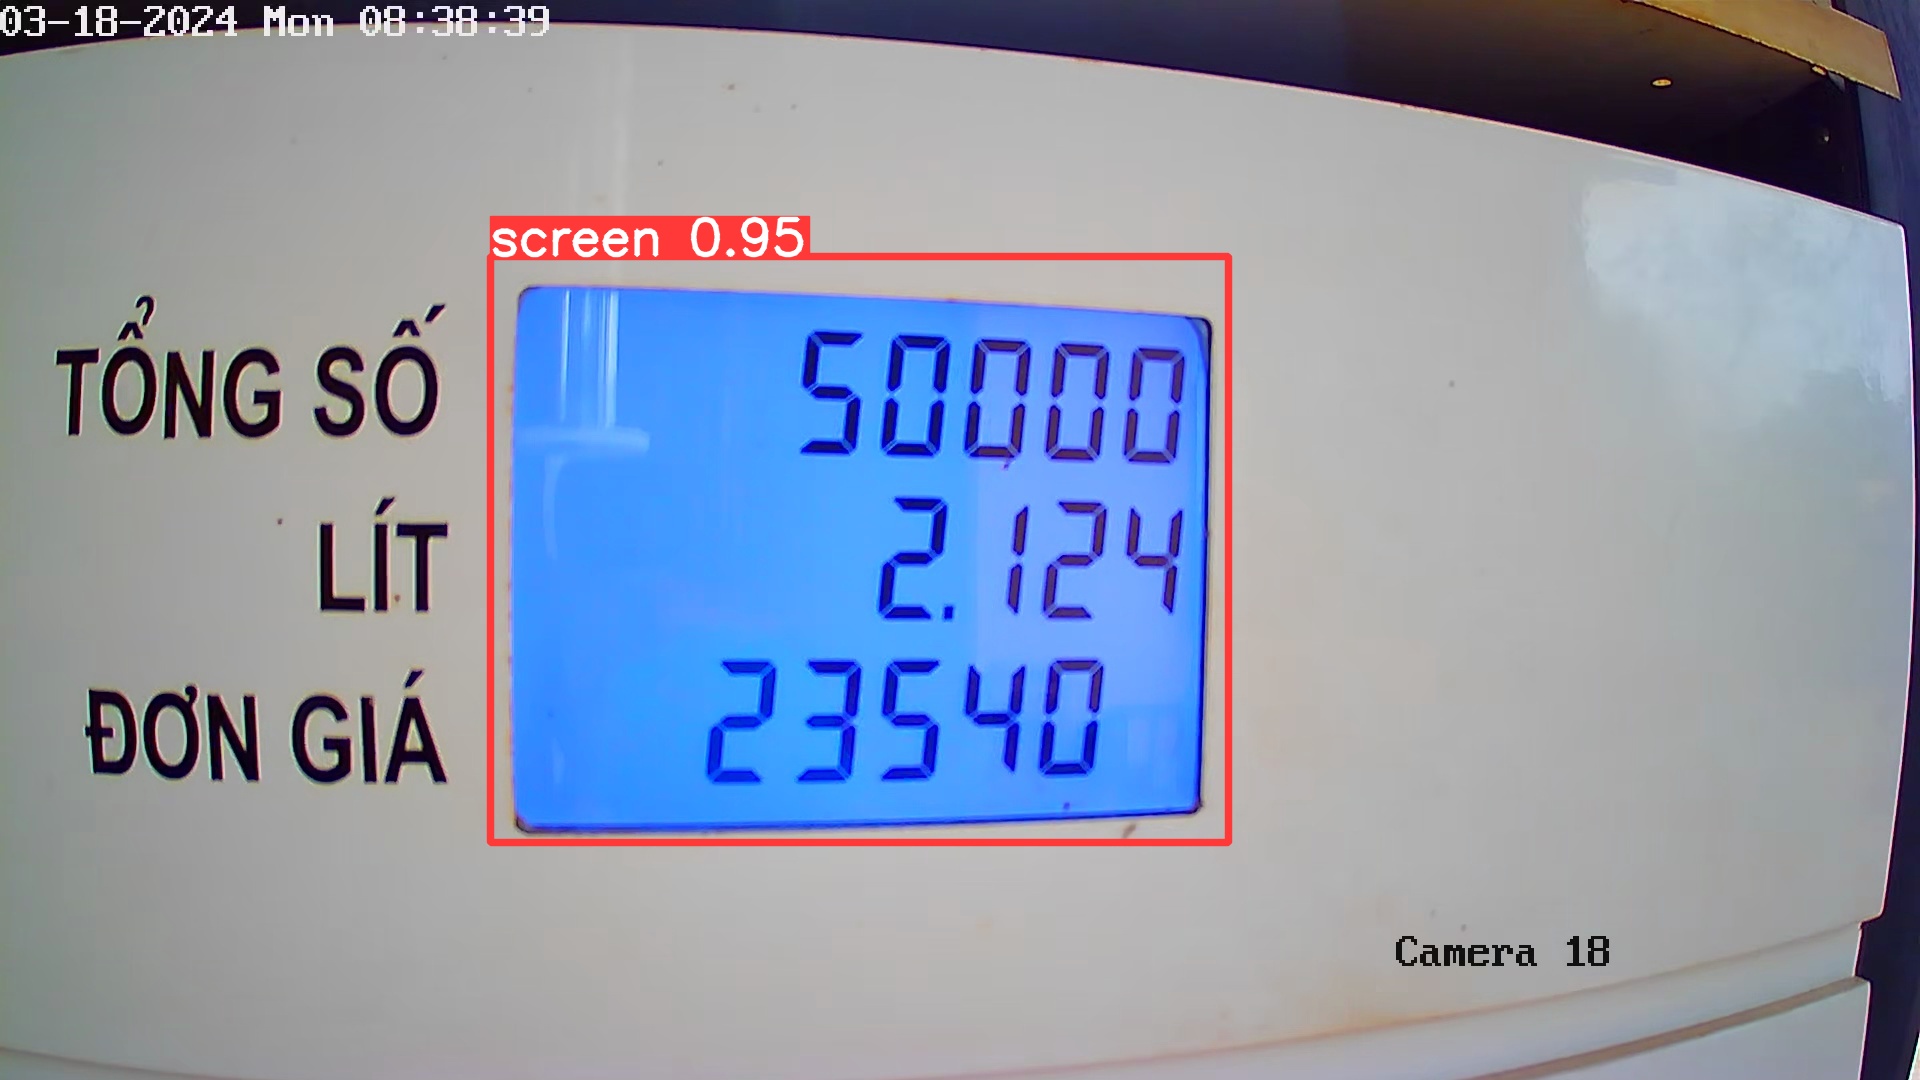 03-18-2024 Mon 08:38:39
screen 0.95
TỔNG SỐ 50000
LÍT 2.124
ĐƠN GIÁ 23540
Camera 18